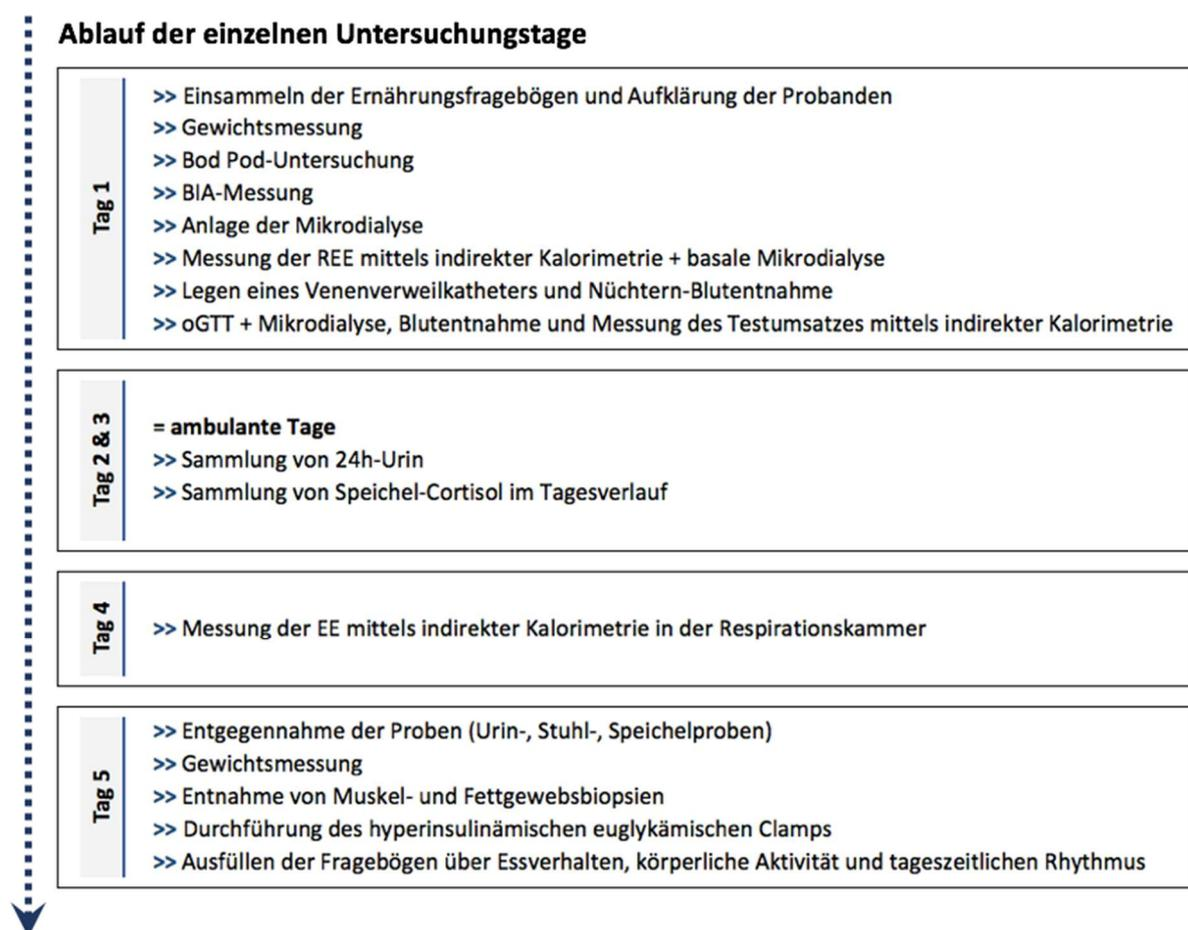 Ablauf der einzelnen Untersuchungstage
Tag 1
>> Einsammeln der Ernährungsfragebögen und Aufklärung der Probanden
>> Gewichtsmessung
>> Bod Pod-Untersuchung
>> BIA-Messung
>> Anlage der Mikrodialyse
>> Messung der REE mittels indirekter Kalorimetrie + basale Mikrodialyse
>> Legen eines Venenverweilkatheters und Nüchtern-Blutentnahme
>> oGTT + Mikrodialyse, Blutentnahme und Messung des Testumsatzes mittels indirekter Kalorimetrie
Tag 2 & 3
= ambulante Tage
>> Sammlung von 24h-Urin
>> Sammlung von Speichel-Cortisol im Tagesverlauf
Tag 4
>> Messung der EE mittels indirekter Kalorimetrie in der Respirationskammer
Tag 5
>> Entgegennahme der Proben (Urin-, Stuhl-, Speichelproben)
>> Gewichtsmessung
>> Entnahme von Muskel- und Fettgewebsbiopsien
>> Durchführung des hyperinsulinämischen euglykämischen Clamps
>> Ausfüllen der Fragebögen über Essverhalten, körperliche Aktivität und tageszeitlichen Rhythmus